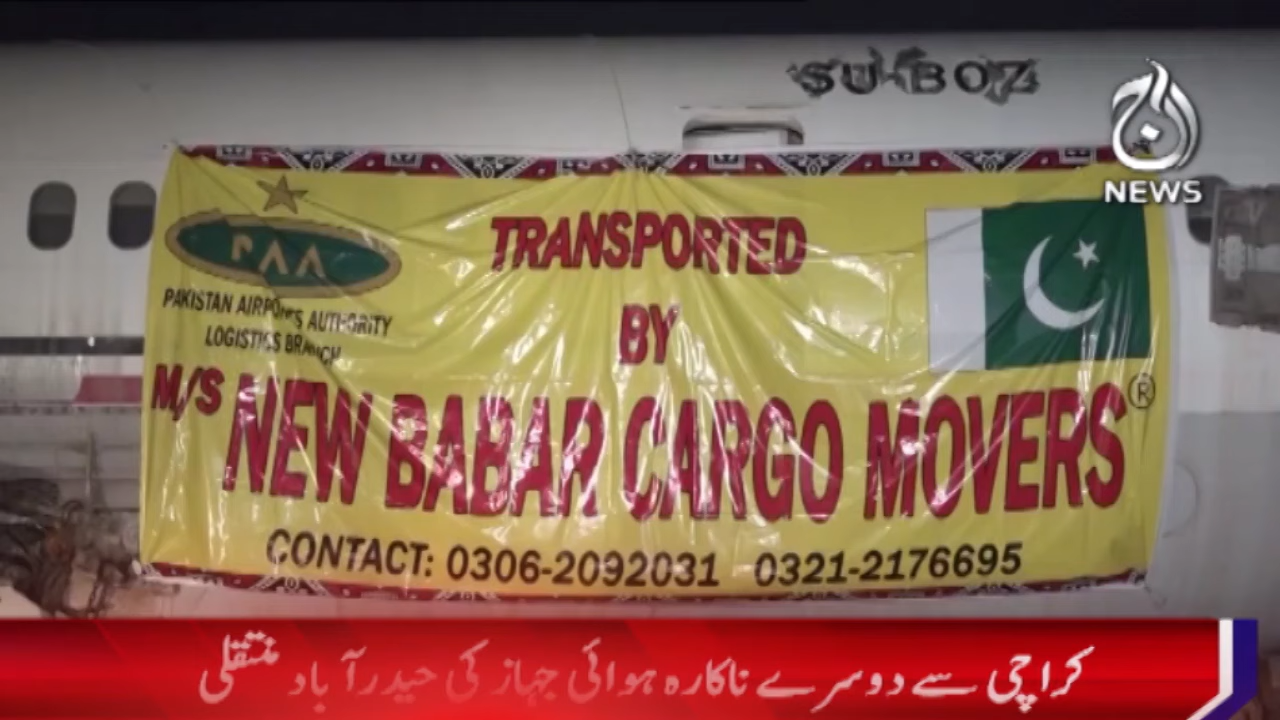 SU-BOZ
آج
NEWS
PAA
PAKISTAN AIRPORTS AUTHORITY
LOGISTICS BRANCH
TRANSPORTED
BY
M/S NEW BABAR CARGO MOVERS®
CONTACT: 0306-2092031 0321-2176695
کراچی سے دوسرے ناکارہ ہوائی جہاز کی حیدرآباد منتقلی